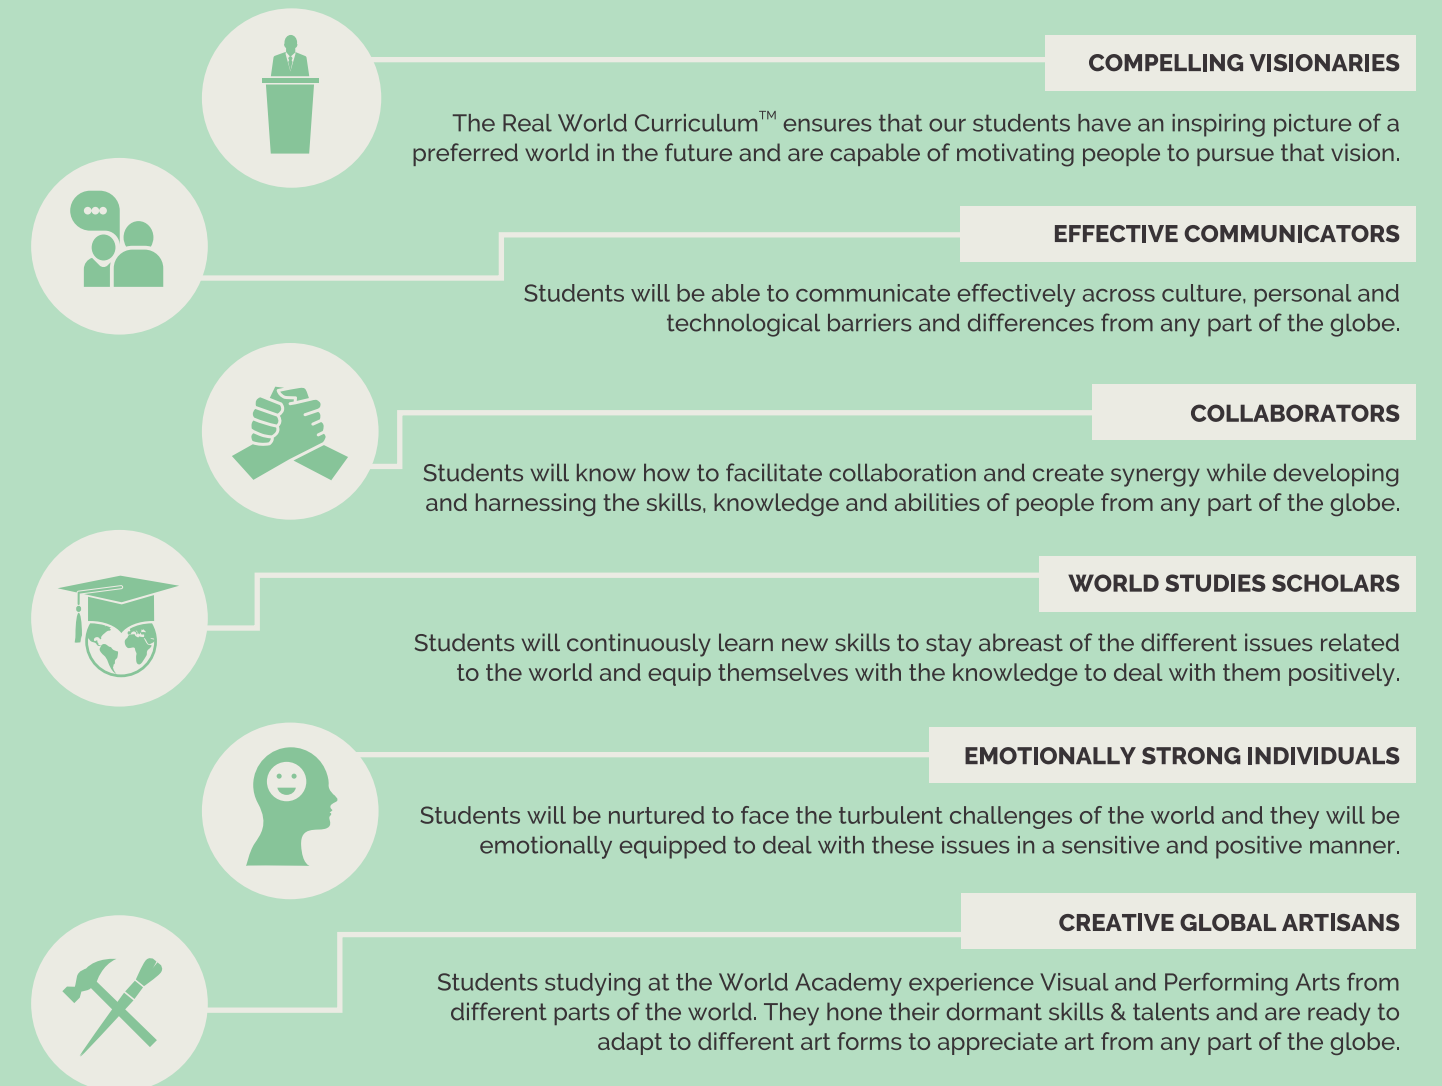 COMPELLING VISIONARIES
The Real World Curriculum™ ensures that our students have an inspiring picture of a
preferred world in the future and are capable of motivating people to pursue that vision.
EFFECTIVE COMMUNICATORS
Students will be able to communicate effectively across culture, personal and
technological barriers and differences from any part of the globe.
COLLABORATORS
Students will know how to facilitate collaboration and create synergy while developing
and harnessing the skills, knowledge and abilities of people from any part of the globe.
WORLD STUDIES SCHOLARS
Students will continuously learn new skills to stay abreast of the different issues related
to the world and equip themselves with the knowledge to deal with them positively.
EMOTIONALLY STRONG INDIVIDUALS
Students will be nurtured to face the turbulent challenges of the world and they will be
emotionally equipped to deal with these issues in a sensitive and positive manner.
CREATIVE GLOBAL ARTISANS
Students studying at the World Academy experience Visual and Performing Arts from
different parts of the world. They hone their dormant skills & talents and are ready to
adapt to different art forms to appreciate art from any part of the globe.